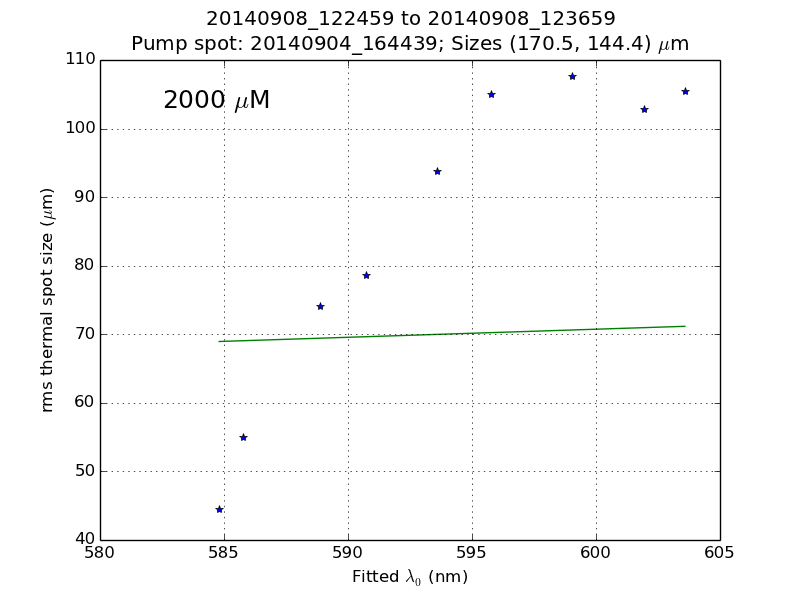 20140908_122459 to 20140908_123659
Pump spot: 20140904_164439; Sizes (170.5, 144.4) μm
2000 μM
rms thermal spot size (μm)
110
100
90
80
70
60
50
40
580 585 590 595 600 605
Fitted λ₀ (nm)